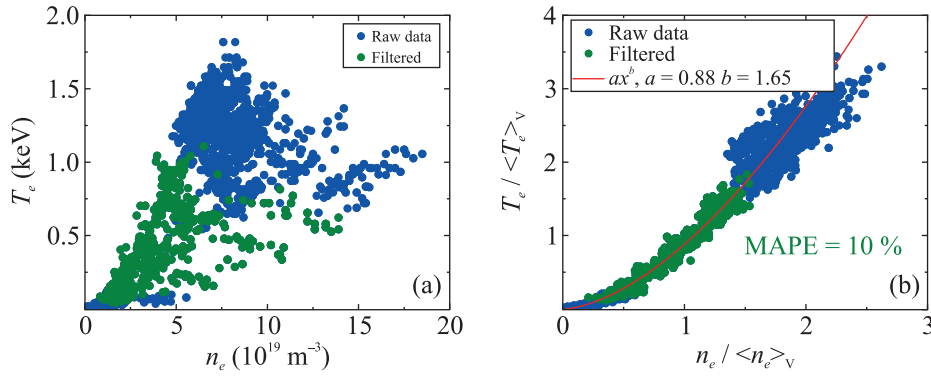 2.0
1.5
1.0
0.5
T_e (keV)
Raw data
Filtered
(a)
0 5 10 15 20
n_e (10^19 m^−3)
4
3
2
1
0
T_e / <T_e>_V
Raw data
Filtered
ax^b, a = 0.88 b = 1.65
MAPE = 10 %
(b)
0 1 2 3
n_e / <n_e>_V